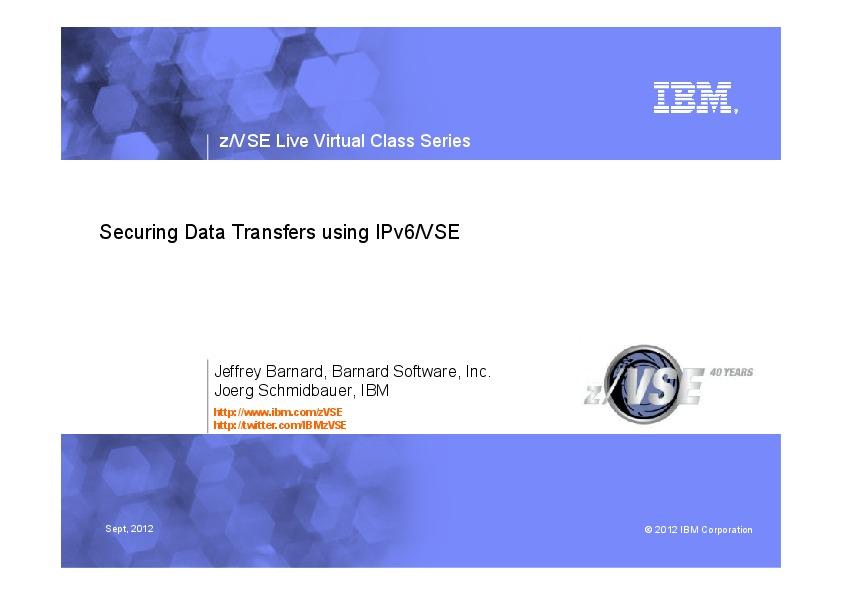 IBM®
z/VSE Live Virtual Class Series
Securing Data Transfers using IPv6/VSE
Jeffrey Barnard, Barnard Software, Inc.
Joerg Schmidbauer, IBM
http://www.ibm.com/zVSE
http://twitter.com/IBMzVSE
z/VSE 40 YEARS
Sept, 2012
© 2012 IBM Corporation